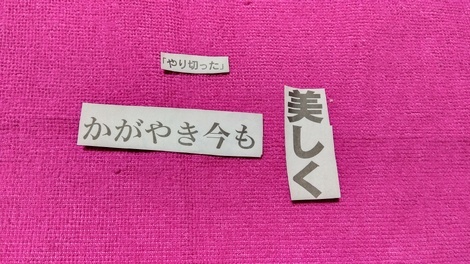 「やり切った」
かがやき今も
美しく